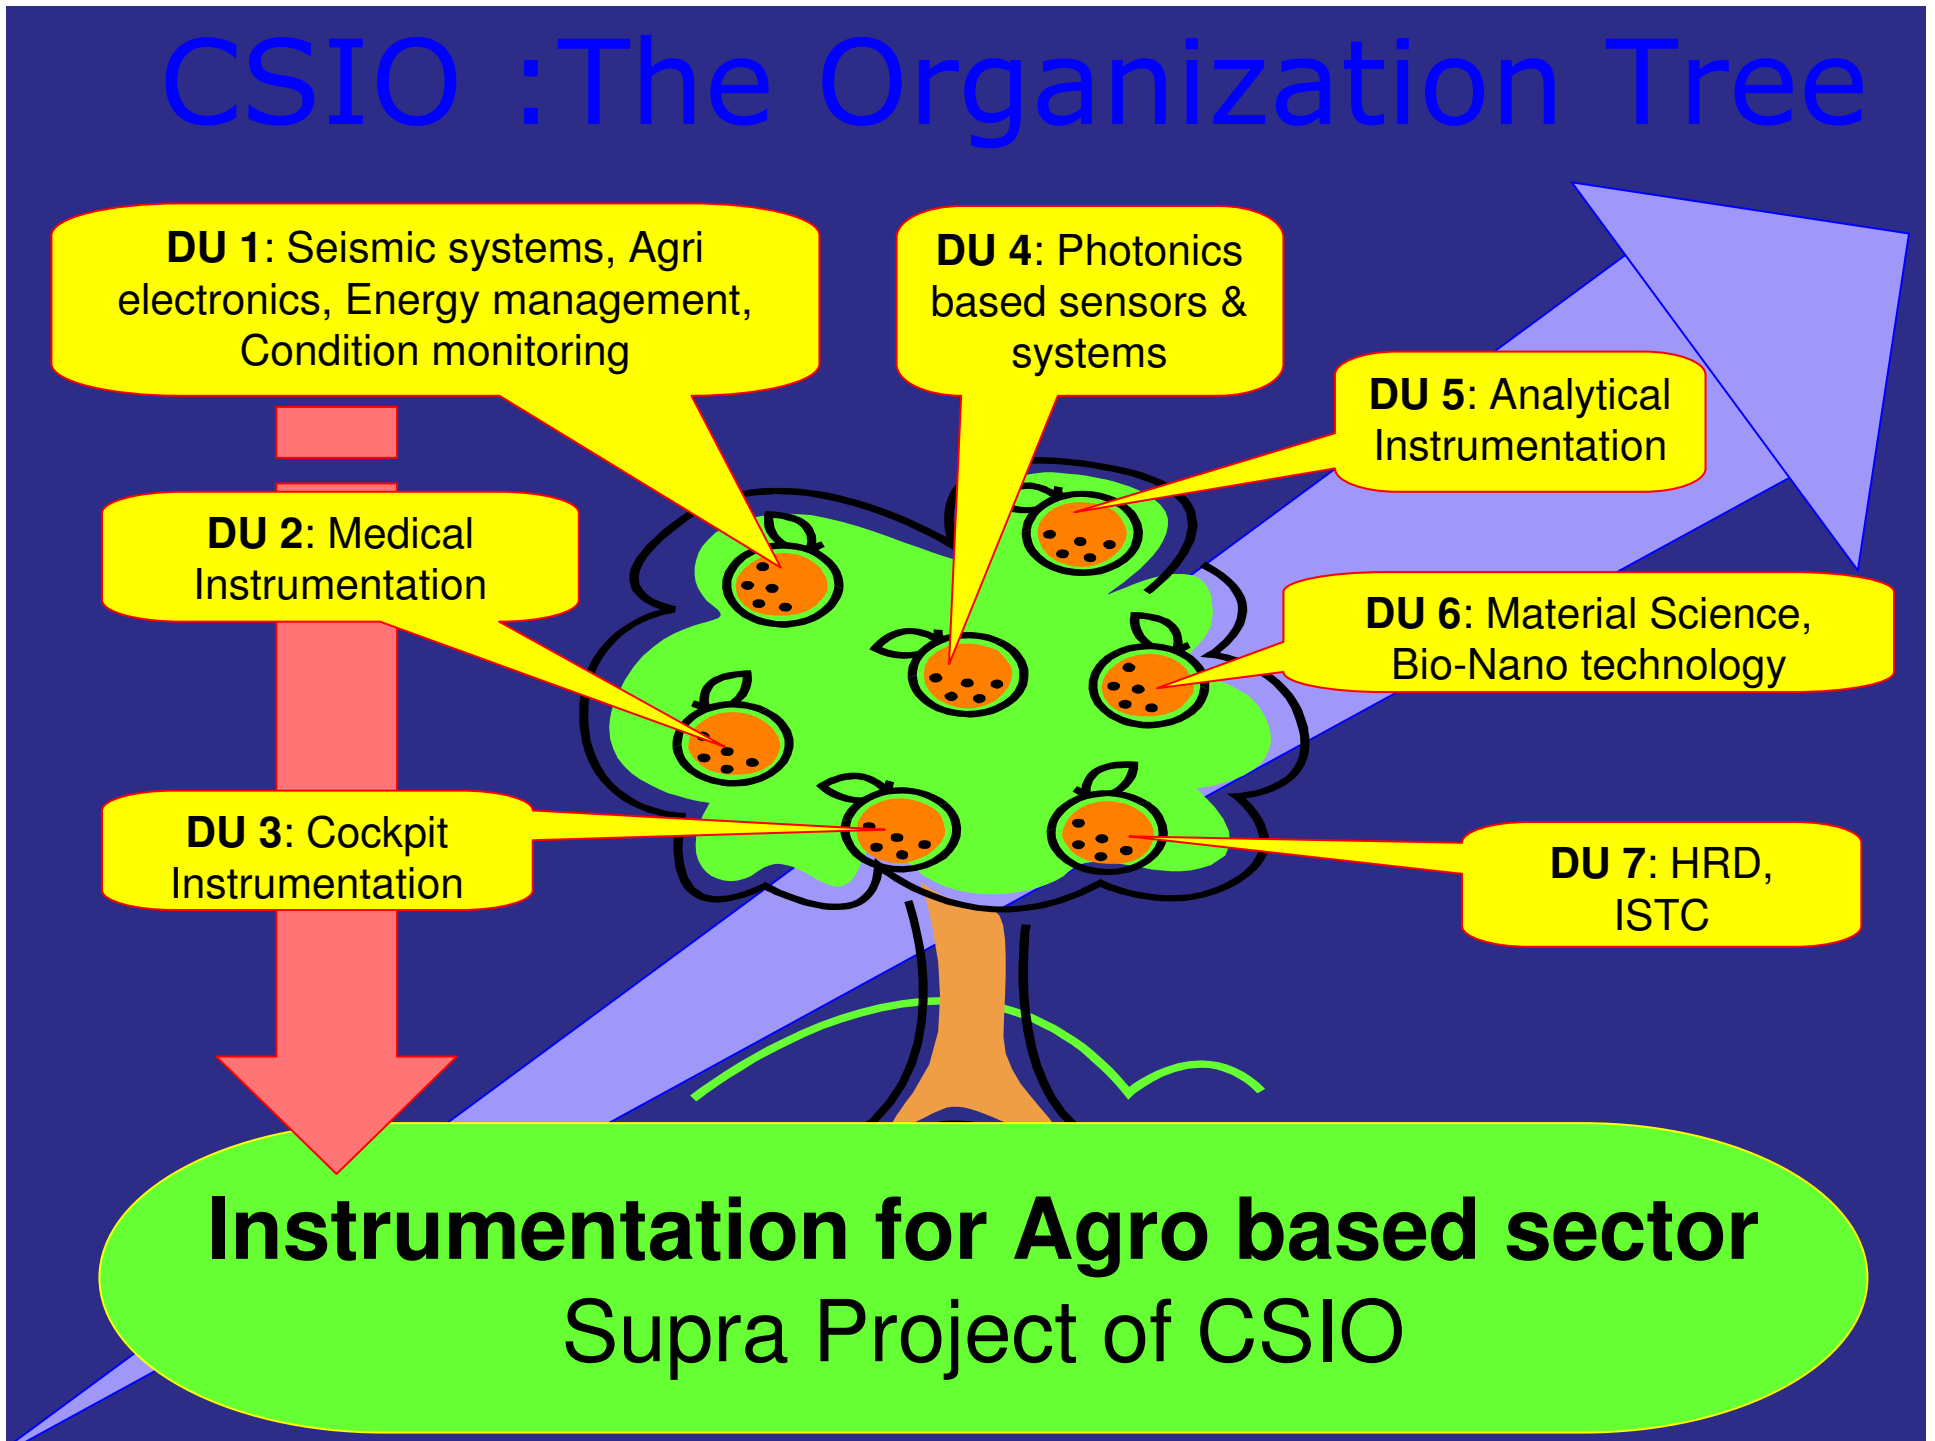 CSIO :The Organization Tree
DU 1: Seismic systems, Agri
electronics, Energy management,
Condition monitoring
DU 4: Photonics
based sensors &
systems
DU 5: Analytical
Instrumentation
DU 2: Medical
Instrumentation
DU 6: Material Science,
Bio-Nano technology
DU 3: Cockpit
Instrumentation
DU 7: HRD,
ISTC
Instrumentation for Agro based sector
Supra Project of CSIO